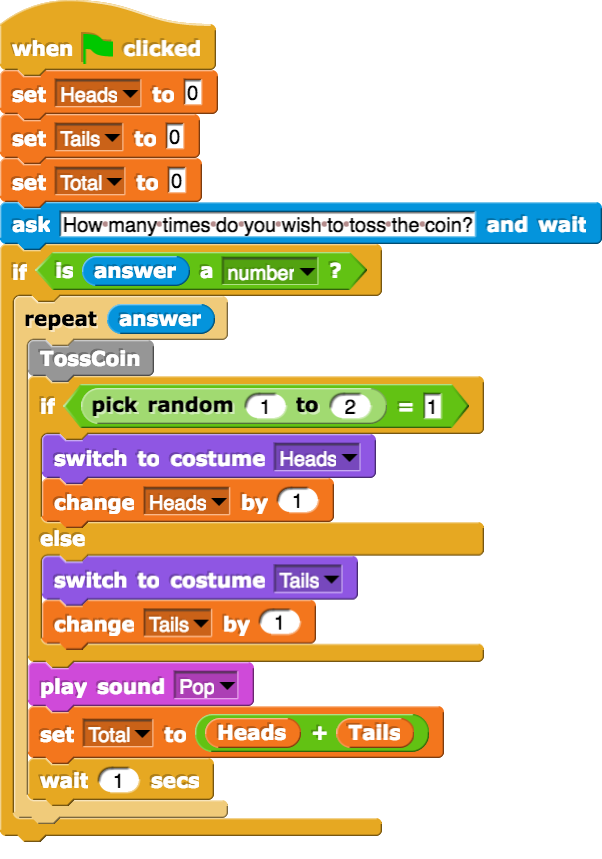 when clicked
set Heads to 0
set Tails to 0
set Total to 0
ask How many times do you wish to toss the coin? and wait
if is answer a number ?
repeat answer
TossCoin
if pick random 1 to 2 = 1
switch to costume Heads
change Heads by 1
else
switch to costume Tails
change Tails by 1
play sound Pop
set Total to Heads + Tails
wait 1 secs